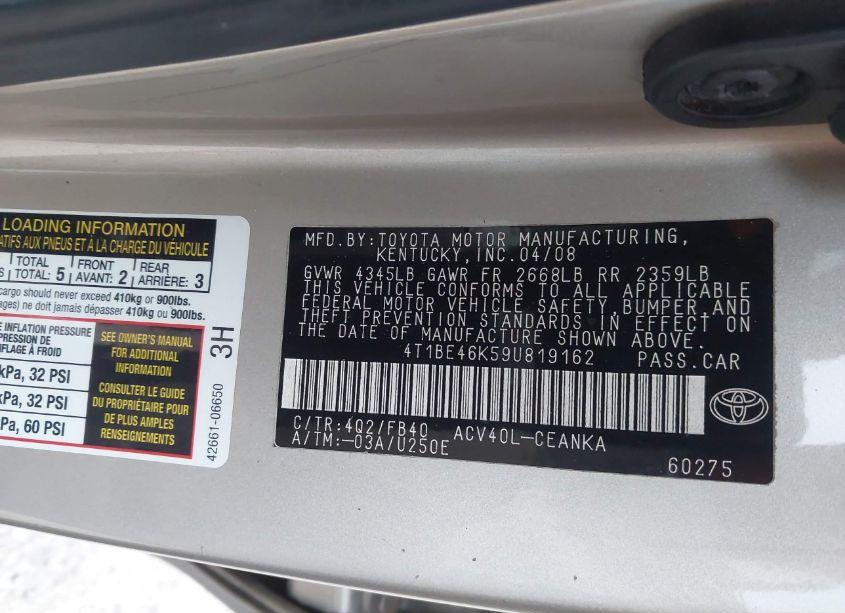 LOADING INFORMATION
ATIFS AUX PNEUS ET À LA CHARGE DU VÉHICULE
TOTAL
TOTAL: 5
FRONT
AVANT: 2
REAR
ARRIÈRE: 3
cargo should never exceed 410kg or 900lbs.
ages) ne doit jamais dépasser 410kg ou 900lbs.
E INFLATION PRESSURE
PRESSION DE
FLAGE À FROID
kPa, 32 PSI
kPa, 32 PSI
Pa, 60 PSI
SEE OWNER'S MANUAL
FOR ADDITIONAL
INFORMATION
CONSULTER LE GUIDE
DU PROPRIÉTAIRE POUR
DE PLUS AMPLES
RENSEIGNEMENTS
3H
42661-06650
MFD. BY: TOYOTA MOTOR MANUFACTURING,
KENTUCKY, INC. 04/08
GVWR 4345LB GAWR FR 2668LB RR 2359LB
THIS VEHICLE CONFORMS TO ALL APPLICABLE
FEDERAL MOTOR VEHICLE SAFETY, BUMPER, AND
THEFT PREVENTION STANDARDS IN EFFECT ON
THE DATE OF MANUFACTURE SHOWN ABOVE.
4T1BE46K59U819162 PASS.CAR
C/TR:4Q2/FB40 ACV40L-CEANKA
A/TM:-03A/U250E
60275